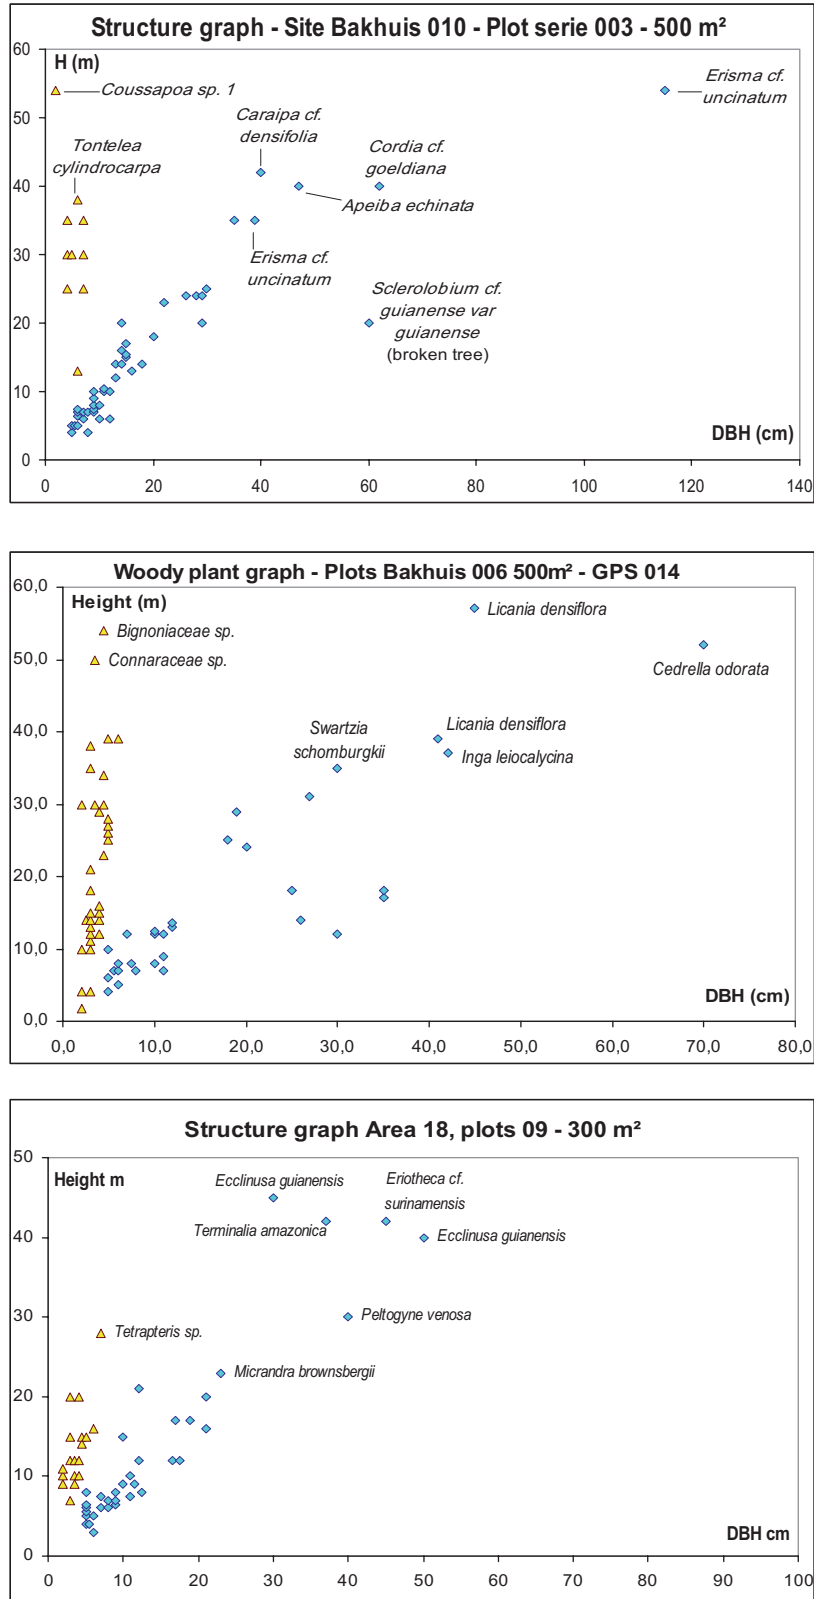 Structure graph - Site Bakhuis 010 - Plot serie 003 - 500 m²
60
H (m)
Coussapoa sp. 1
Erisma cf.
uncinatum
50
Caraipa cf.
densifolia
Tontelea
cylindrocarpa
Cordia cf.
goeldiana
40
Apeiba echinata
30
Erisma cf.
uncinatum
Sclerolobium cf.
guianense var
guianense
(broken tree)
20
10
DBH (cm)
0
0 20 40 60 80 100 120 140
Woody plant graph - Plots Bakhuis 006 500m² - GPS 014
60,0
Height (m)
Licania densiflora
Bignoniaceae sp.
Connaraceae sp.
50,0
Cedrella odorata
Swartzia
schomburgkii
Licania densiflora
40,0
Inga leiocalycina
30,0
20,0
10,0
DBH (cm)
0,0
0,0 10,0 20,0 30,0 40,0 50,0 60,0 70,0 80,0
Structure graph Area 18, plots 09 - 300 m²
50
Height m
Ecclinusa guianensis
Eriotheca cf.
surinamensis
Terminalia amazonica
40
Ecclinusa guianensis
30
Peltogyne venosa
Tetrapteris sp.
Micrandra brownsbergii
20
10
DBH cm
0
0 10 20 30 40 50 60 70 80 90 100